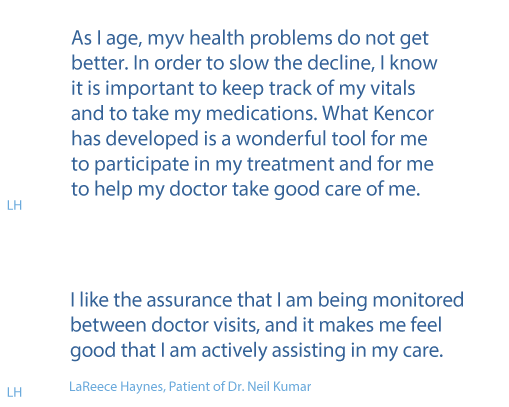 As I age, myv health problems do not get
better. In order to slow the decline, I know
it is important to keep track of my vitals
and to take my medications. What Kencor
has developed is a wonderful tool for me
to participate in my treatment and for me
to help my doctor take good care of me.
LH
I like the assurance that I am being monitored
between doctor visits, and it makes me feel
good that I am actively assisting in my care.
LaReece Haynes, Patient of Dr. Neil Kumar
LH